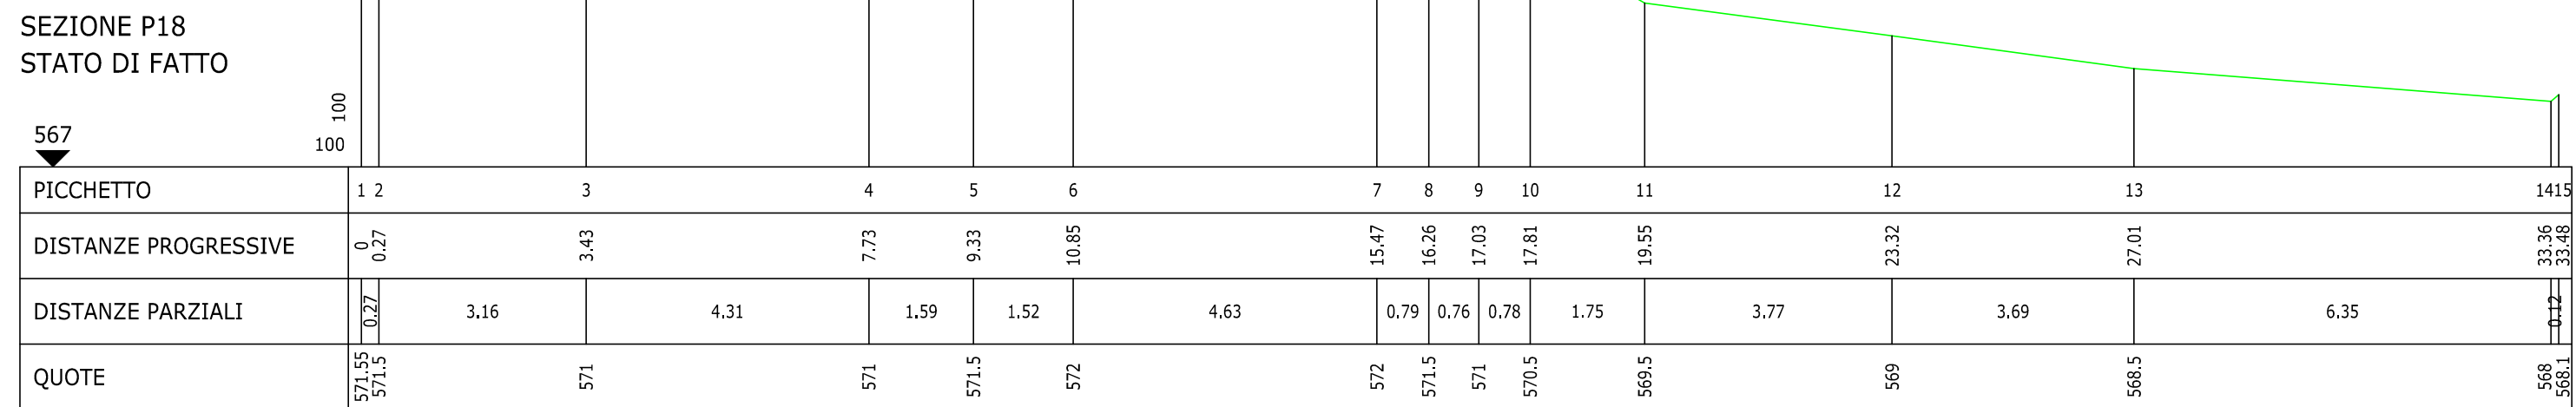 SEZIONE P18
STATO DI FATTO
100
100
567
PICCHETTO 1 2 3 4 5 6 7 8 9 10 11 12 13 14 15
DISTANZE PROGRESSIVE 0 0.27 3.43 7.73 9.33 10.85 15.47 16.26 17.03 17.81 19.55 23.32 27.01 33.36 33.48
DISTANZE PARZIALI 0.27 3.16 4.31 1.59 1.52 4.63 0.79 0.76 0.78 1.75 3.77 3.69 6.35 0.12
QUOTE 571.55 571.5 571 571 571.5 572 572 571.5 571 570.5 569.5 569 568.5 568 568.1